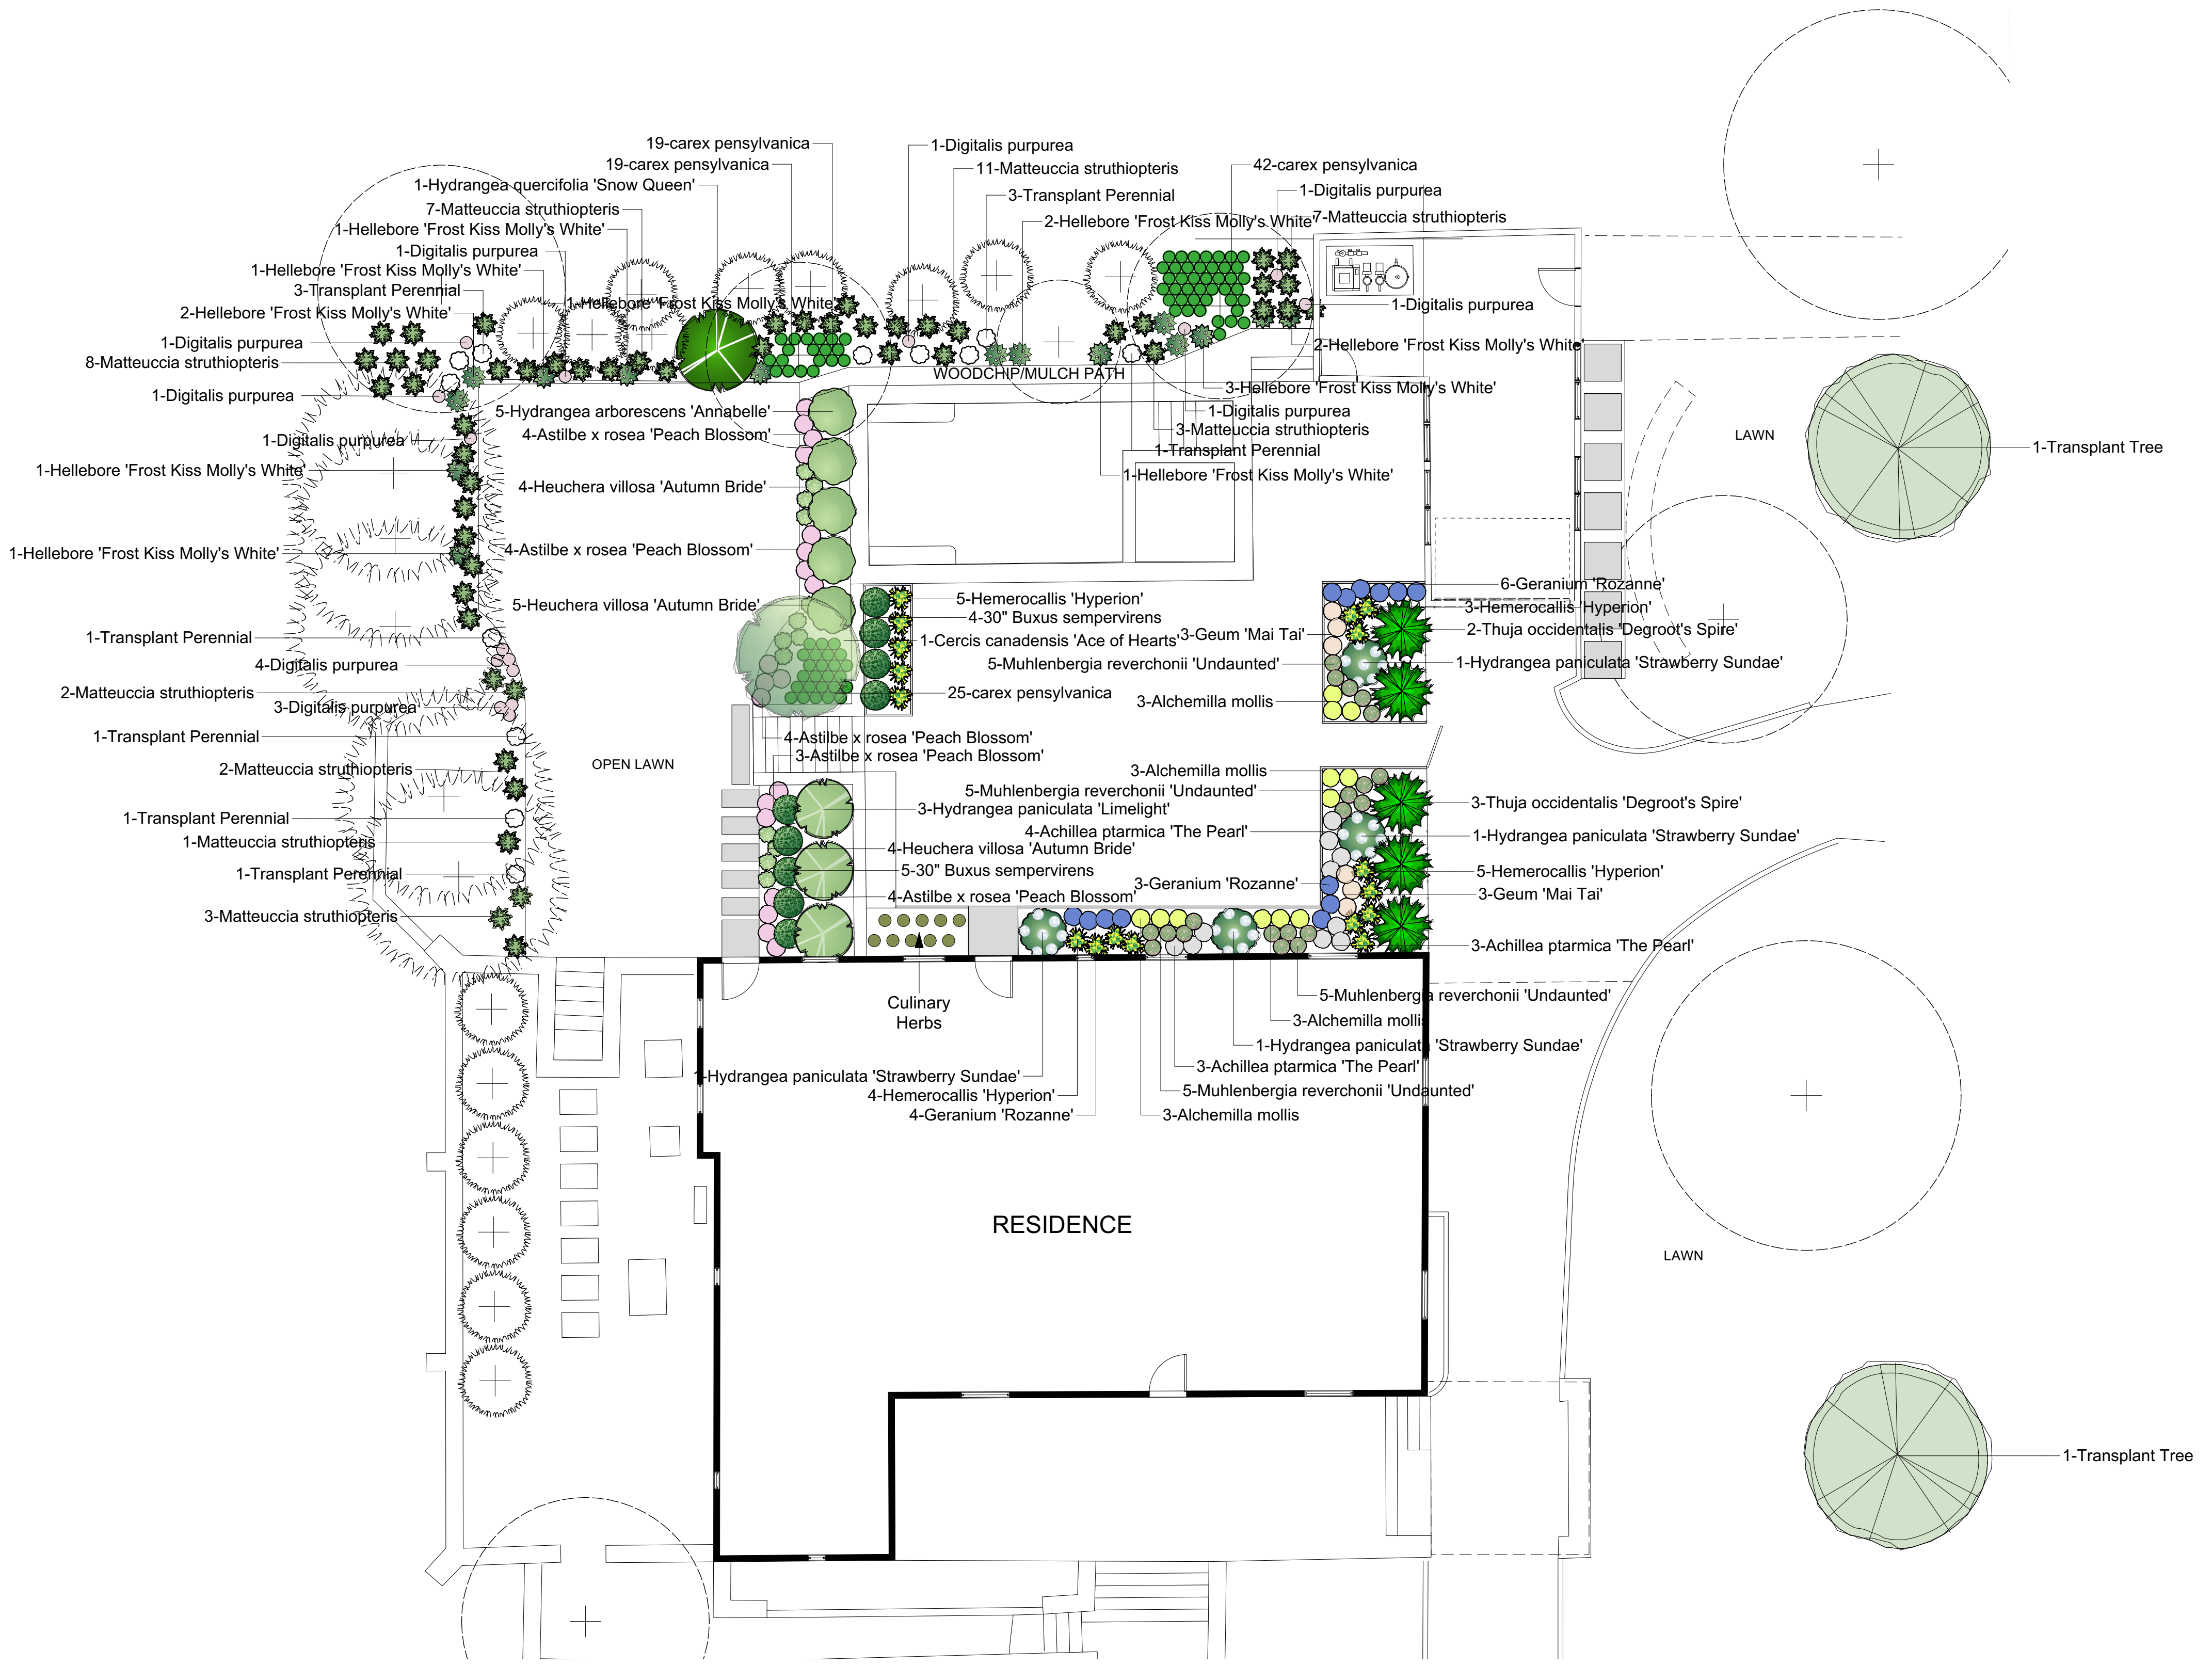 19-carex pensylvanica
1-Digitalis purpurea
19-carex pensylvanica
11-Matteuccia struthiopteris
42-carex pensylvanica
1-Hydrangea quercifolia 'Snow Queen'
3-Transplant Perennial
1-Digitalis purpurea
7-Matteuccia struthiopteris
2-Hellebore 'Frost Kiss Molly's White'
7-Matteuccia struthiopteris
1-Hellebore 'Frost Kiss Molly's White'
1-Digitalis purpurea
1-Hellebore 'Frost Kiss Molly's White'
3-Transplant Perennial
1-Hellebore 'Frost Kiss Molly's White'
1-Digitalis purpurea
2-Hellebore 'Frost Kiss Molly's White'
1-Digitalis purpurea
2-Hellebore 'Frost Kiss Molly's White'
8-Matteuccia struthiopteris
WOODCHIP/MULCH PATH
3-Hellebore 'Frost Kiss Molly's White'
1-Digitalis purpurea
5-Hydrangea arborescens 'Annabelle'
1-Digitalis purpurea
4-Astilbe x rosea 'Peach Blossom'
3-Matteuccia struthiopteris
LAWN
1-Digitalis purpurea
1-Transplant Perennial
1-Transplant Tree
1-Hellebore 'Frost Kiss Molly's White'
1-Hellebore 'Frost Kiss Molly's White'
4-Heuchera villosa 'Autumn Bride'
1-Hellebore 'Frost Kiss Molly's White'
4-Astilbe x rosea 'Peach Blossom'
6-Geranium 'Rozanne'
5-Heuchera villosa 'Autumn Bride'
5-Hemerocallis 'Hyperion'
3-Hemerocallis 'Hyperion'
4-30" Buxus sempervirens
1-Transplant Perennial
1-Cercis canadensis 'Ace of Hearts'
3-Geum 'Mai Tai'
2-Thuja occidentalis 'Degroot's Spire'
4-Digitalis purpurea
5-Muhlenbergia reverchonii 'Undaunted'
1-Hydrangea paniculata 'Strawberry Sundae'
2-Matteuccia struthiopteris
25-carex pensylvanica
3-Digitalis purpurea
3-Alchemilla mollis
1-Transplant Perennial
4-Astilbe x rosea 'Peach Blossom'
3-Astilbe x rosea 'Peach Blossom'
2-Matteuccia struthiopteris
OPEN LAWN
3-Alchemilla mollis
5-Muhlenbergia reverchonii 'Undaunted'
3-Hydrangea paniculata 'Limelight'
3-Thuja occidentalis 'Degroot's Spire'
1-Transplant Perennial
4-Achillea ptarmica 'The Pearl'
1-Hydrangea paniculata 'Strawberry Sundae'
1-Matteuccia struthiopteris
4-Heuchera villosa 'Autumn Bride'
1-Transplant Perennial
5-30" Buxus sempervirens
5-Hemerocallis 'Hyperion'
3-Geranium 'Rozanne'
4-Astilbe x rosea 'Peach Blossom'
3-Geum 'Mai Tai'
3-Matteuccia struthiopteris
3-Achillea ptarmica 'The Pearl'
Culinary
Herbs
5-Muhlenbergia reverchonii 'Undaunted'
3-Alchemilla mollis
1-Hydrangea paniculata 'Strawberry Sundae'
3-Achillea ptarmica 'The Pearl'
1-Hydrangea paniculata 'Strawberry Sundae'
5-Muhlenbergia reverchonii 'Undaunted'
4-Hemerocallis 'Hyperion'
4-Geranium 'Rozanne'
3-Alchemilla mollis
RESIDENCE
LAWN
1-Transplant Tree